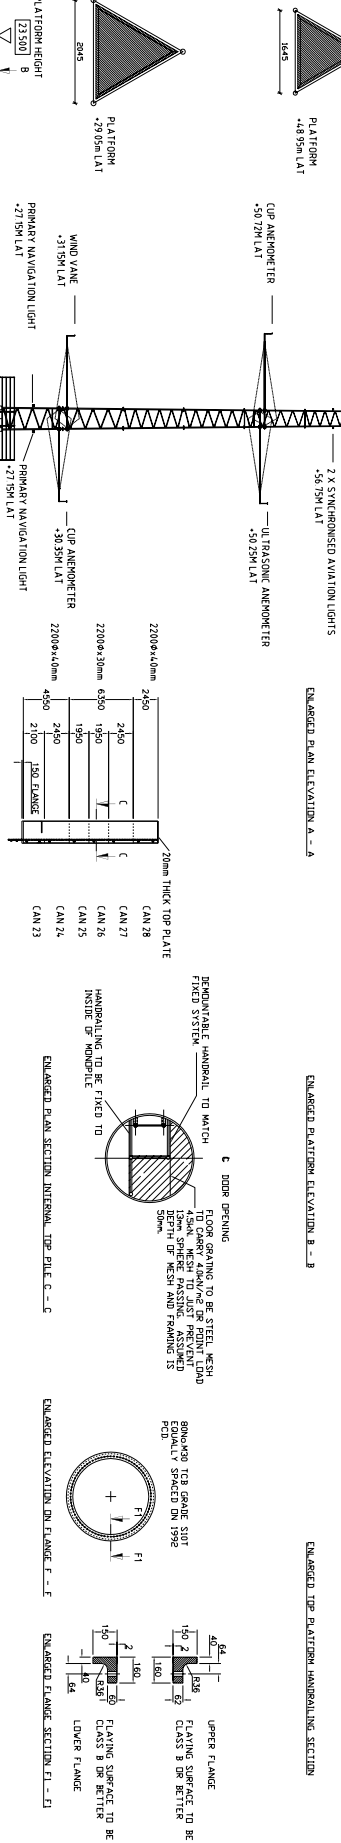 PLATFORM HEIGHT
23.500
B
2045
PLATFORM
+29.05m LAT
1645
PLATFORM
+48.95m LAT
PRIMARY NAVIGATION LIGHT
+27.15M LAT
WIND VANE
+31.15M LAT
CUP ANEMOMETER
+50.72M LAT
PRIMARY NAVIGATION LIGHT
+27.15M LAT
CUP ANEMOMETER
+30.35M LAT
ULTRASONIC ANEMOMETER
+50.25M LAT
2 X SYNCHRONISED AVIATION LIGHTS
+56.75M LAT
2200Øx40mm
2200Øx30mm
2200Øx40mm
4550
6350
2450
2100
2450
1950
1950
2450
150 FLANGE
C
C
20mm THICK TOP PLATE
CAN 28
CAN 27
CAN 26
CAN 25
CAN 24
CAN 23
ENLARGED PLAN ELEVATION A - A
DEMOUNTABLE HANDRAIL TO MATCH
FIXED SYSTEM.
HANDRAILING TO BE FIXED TO
INSIDE OF MONOPILE
DOOR OPENING
FLOOR GRATING TO BE STEEL MESH
TO CARRY 4.0kN/m2 OR POINT LOAD
4.5kN. MESH TO JUST PREVENT
13mm SPHERE PASSING. ASSUMED
DEPTH OF MESH AND FRAMING IS
50mm.
ENLARGED PLAN SECTION INTERNAL TOP PILE C - C
ENLARGED PLATFORM ELEVATION B - B
80No.M30 TCB GRADE S10T
EQUALLY SPACED ON 1992
PCD.
F1
F1
ENLARGED ELEVATION ON FLANGE F - F
ENLARGED TOP PLATFORM HANDRAILING SECTION
64
40
150
2
R36
160
62
UPPER FLANGE
FLAYING SURFACE TO BE
CLASS B OR BETTER
150
2
160
60
R36
40
64
FLAYING SURFACE TO BE
CLASS B OR BETTER
LOWER FLANGE
ENLARGED FLANGE SECTION F1 - F1